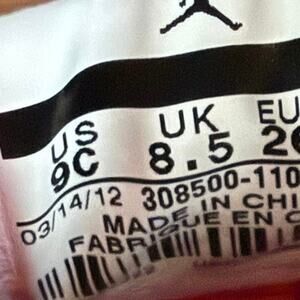 US UK EU
9C 8.5
03/14/12 308500-110
MADE IN CHI
FABRIQUE EN C